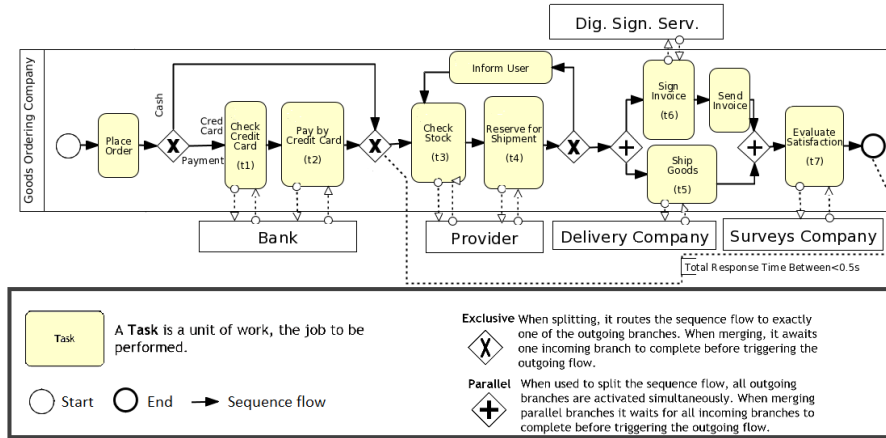 Dig. Sign. Serv.
Goods Ordering Company
Cash
Cred
Card
Payment
Place
Order
Check
Credit
Card
(t1)
Pay by
Credit Card
(t2)
Inform User
Check
Stock
(t3)
Reserve for
Shipment
(t4)
Sign
Invoice
(t6)
Send
Invoice
Ship
Goods
(t5)
Evaluate
Satisfaction
(t7)
Bank
Provider
Delivery Company
Surveys Company
Total Response Time Between<0.5s
Task
A Task is a unit of work, the job to be
performed.
Start
End
Sequence flow
Exclusive
When splitting, it routes the sequence flow to exactly
one of the outgoing branches. When merging, it awaits
one incoming branch to complete before triggering the
outgoing flow.
Parallel
When used to split the sequence flow, all outgoing
branches are activated simultaneously. When merging
parallel branches it waits for all incoming branches to
complete before triggering the outgoing flow.